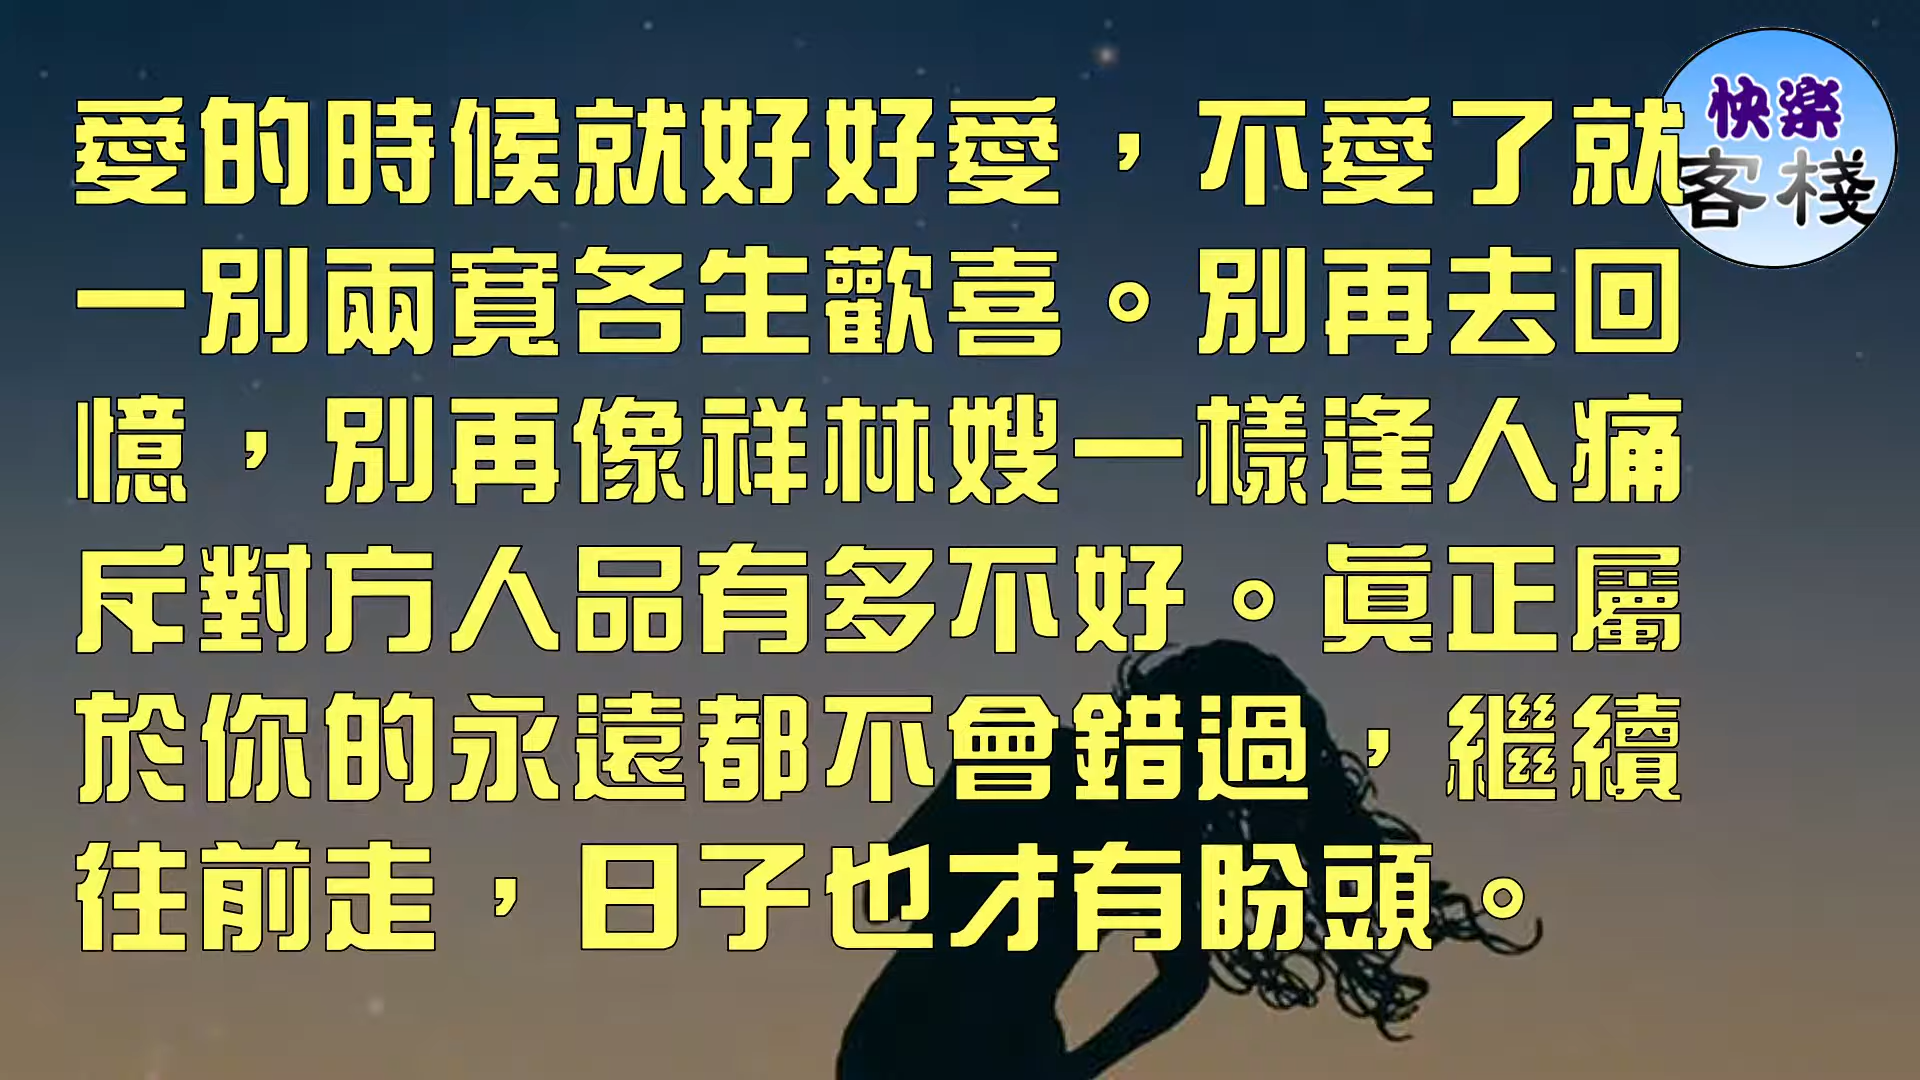 愛的時候就好好愛，不愛了就
一別兩寬各生歡喜。別再去回
憶，別再像祥林嫂一樣逢人痛
斥對方人品有多不好。真正屬
於你的永遠都不會錯過，繼續
往前走，日子也才有盼頭。
快樂
客棧